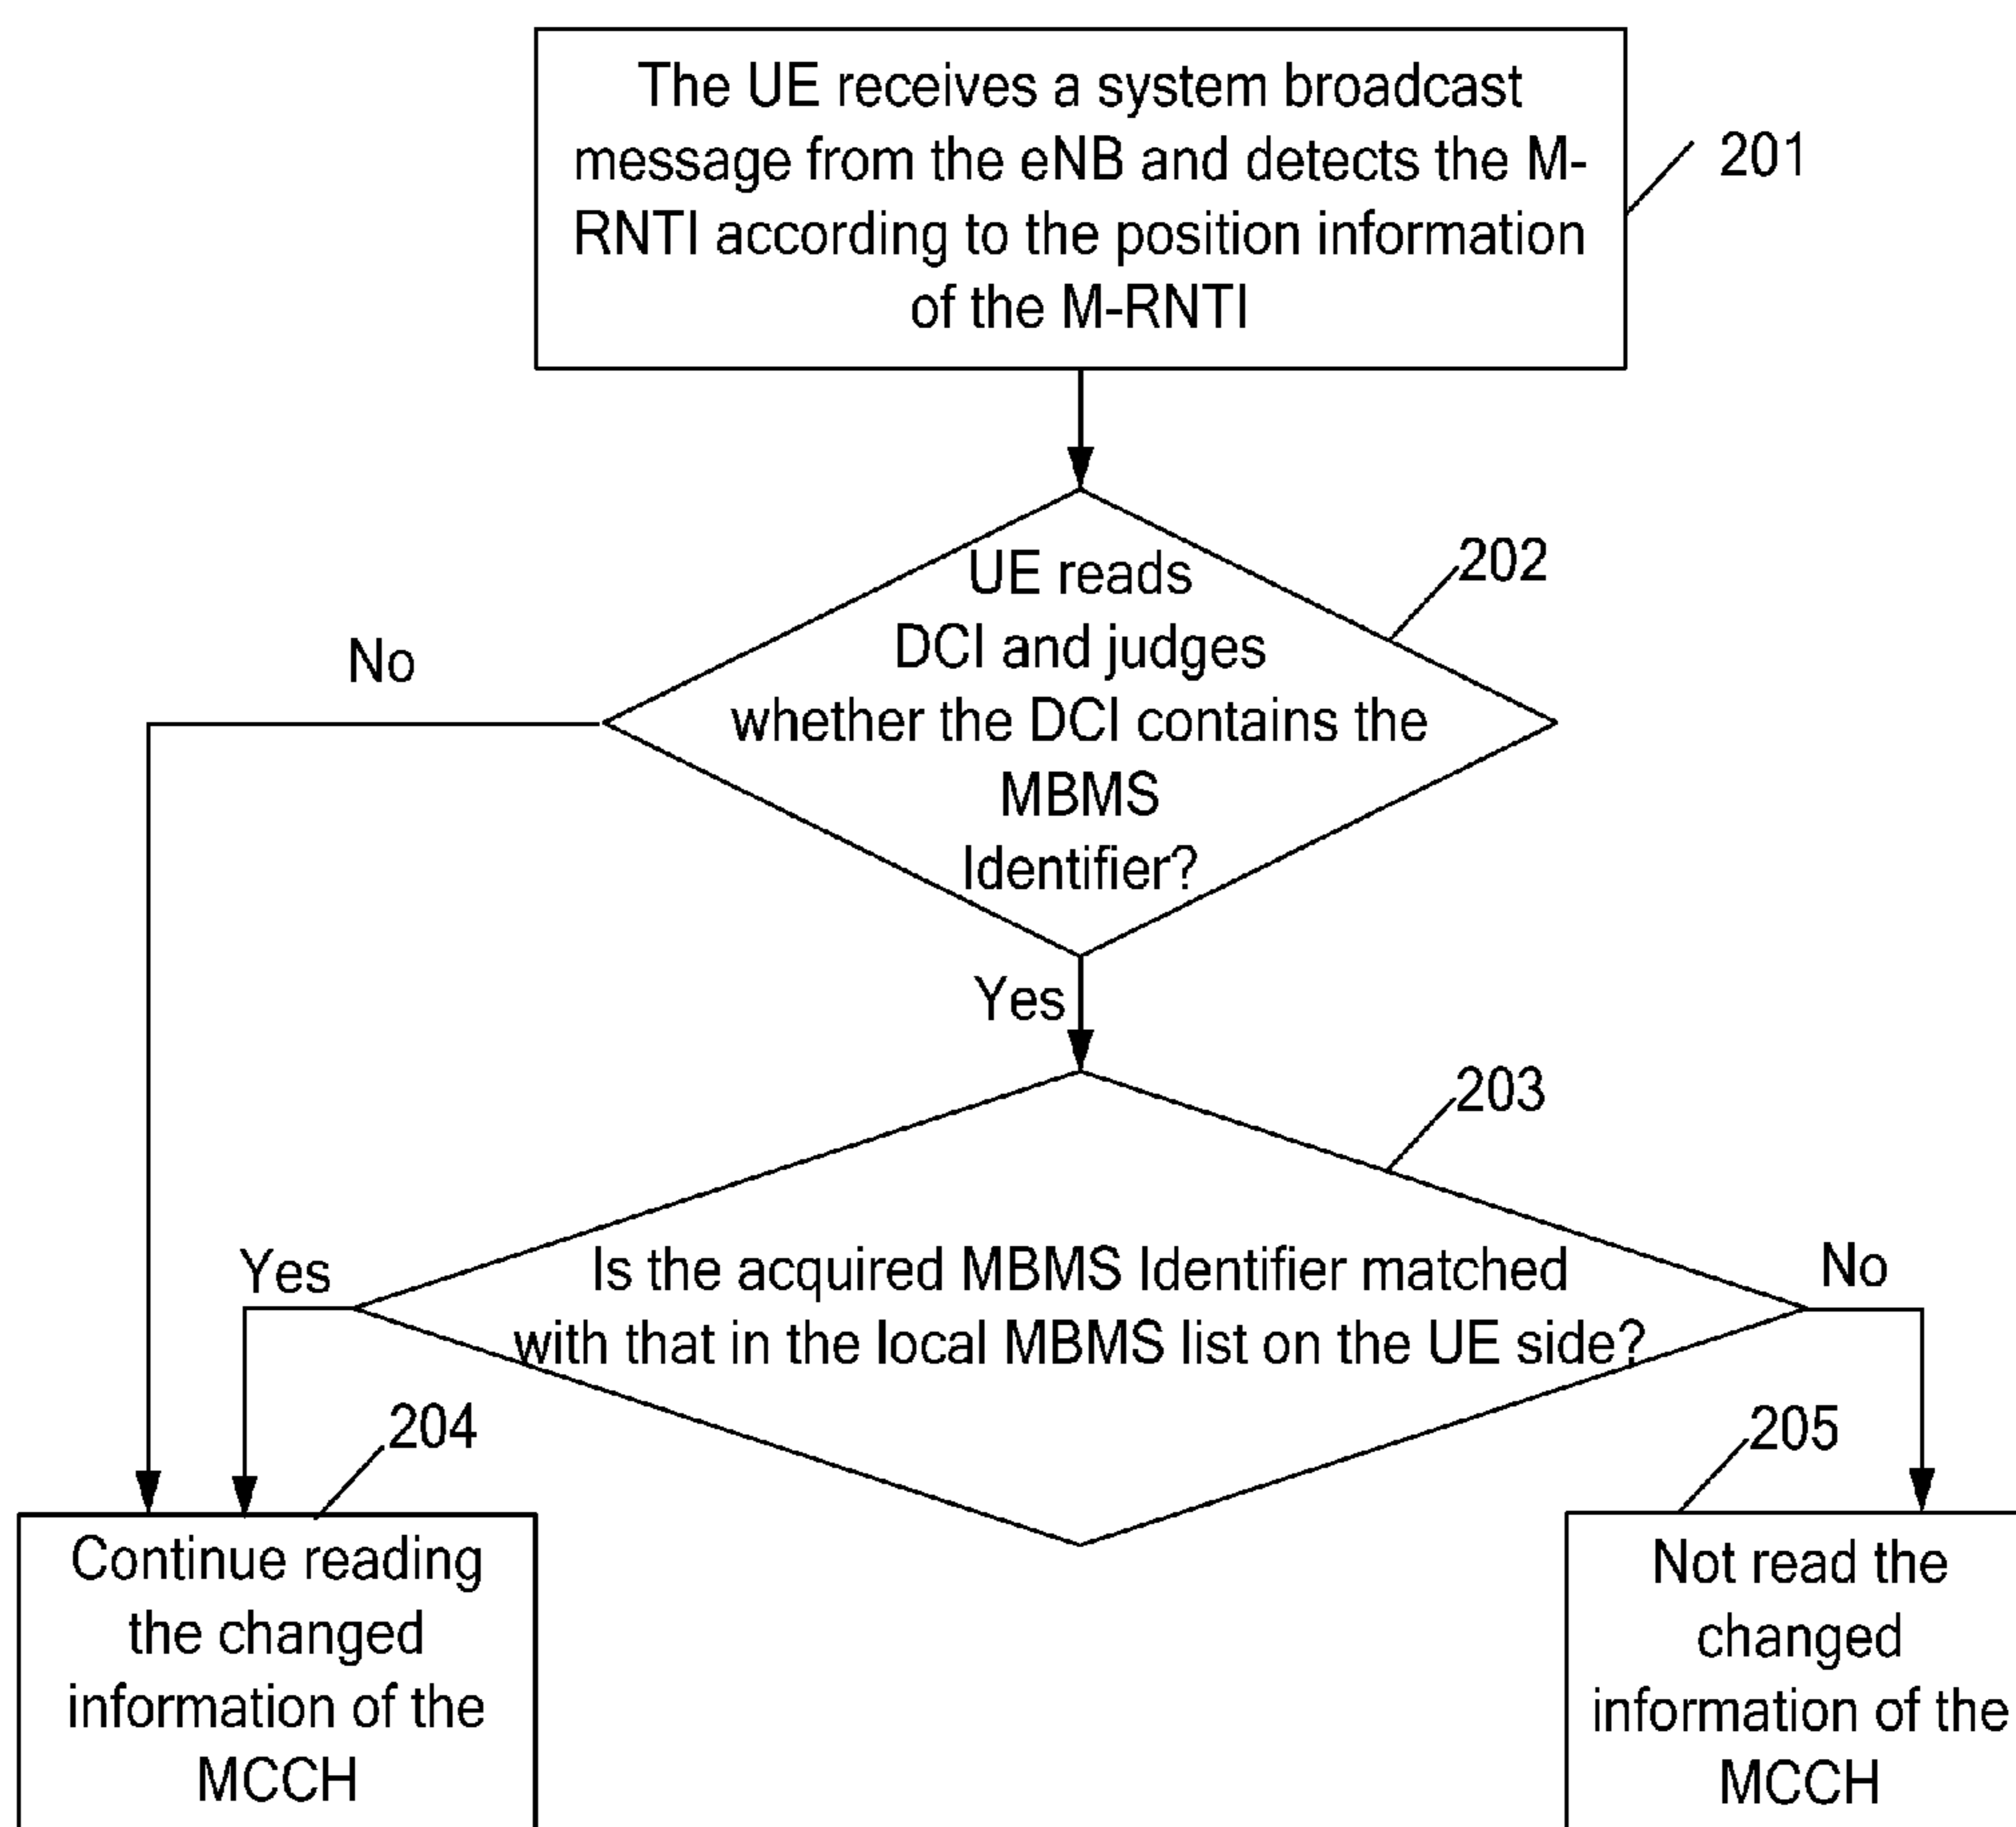 The UE receives a system broadcast
message from the eNB and detects the M-
RNTI according to the position information
of the M-RNTI
201
UE reads
DCI and judges
whether the DCI contains the
MBMS
Identifier?
202
No
Yes
203
Is the acquired MBMS Identifier matched
with that in the local MBMS list on the UE side?
Yes
No
204
205
Continue reading
the changed
information of the
MCCH
Not read the
changed
information of the
MCCH